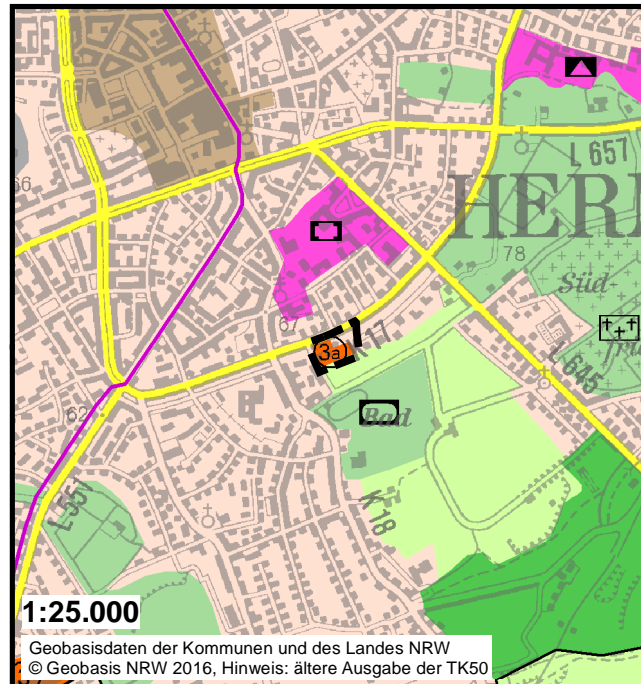 L 657
66
HERI
78
Süd-
67
K 17
3a
L 645
Bad
62
K 18
L 551
1:25.000
Geobasisdaten der Kommunen und des Landes NRW
© Geobasis NRW 2016, Hinweis: ältere Ausgabe der TK50